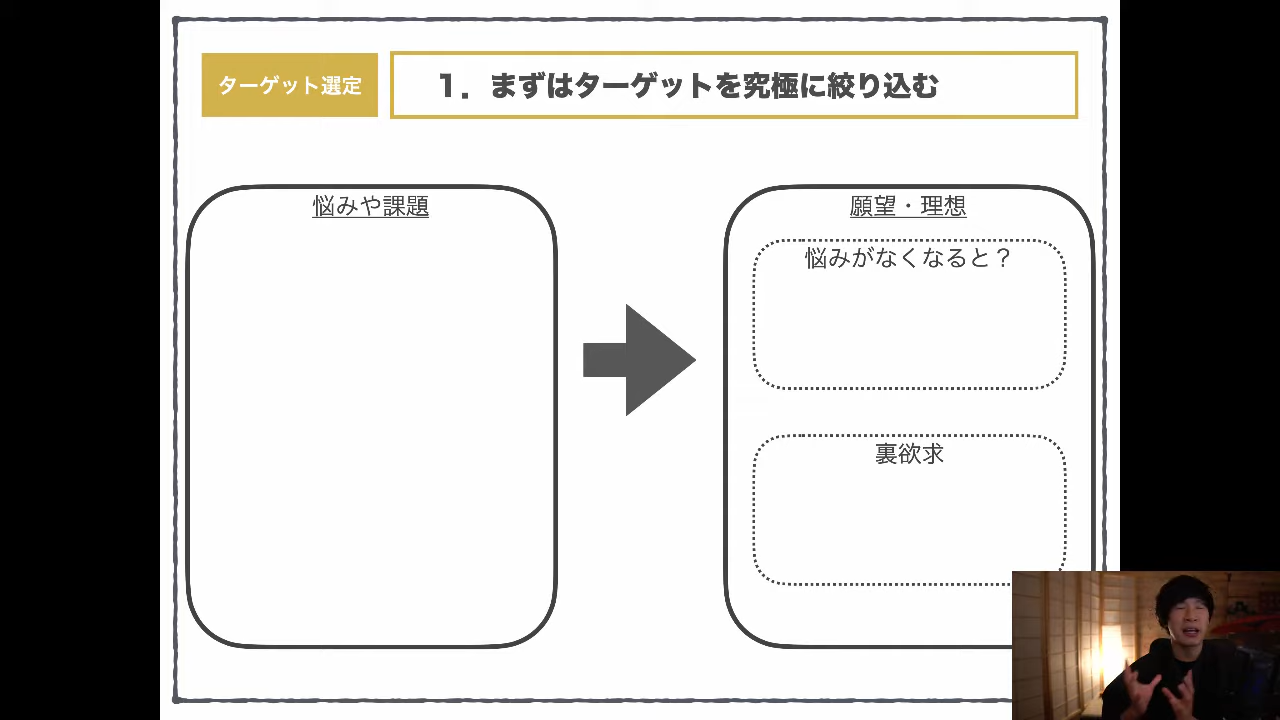 ターゲット選定
1．まずはターゲットを究極に絞り込む
悩みや課題
願望・理想
悩みがなくなると？
裏欲求